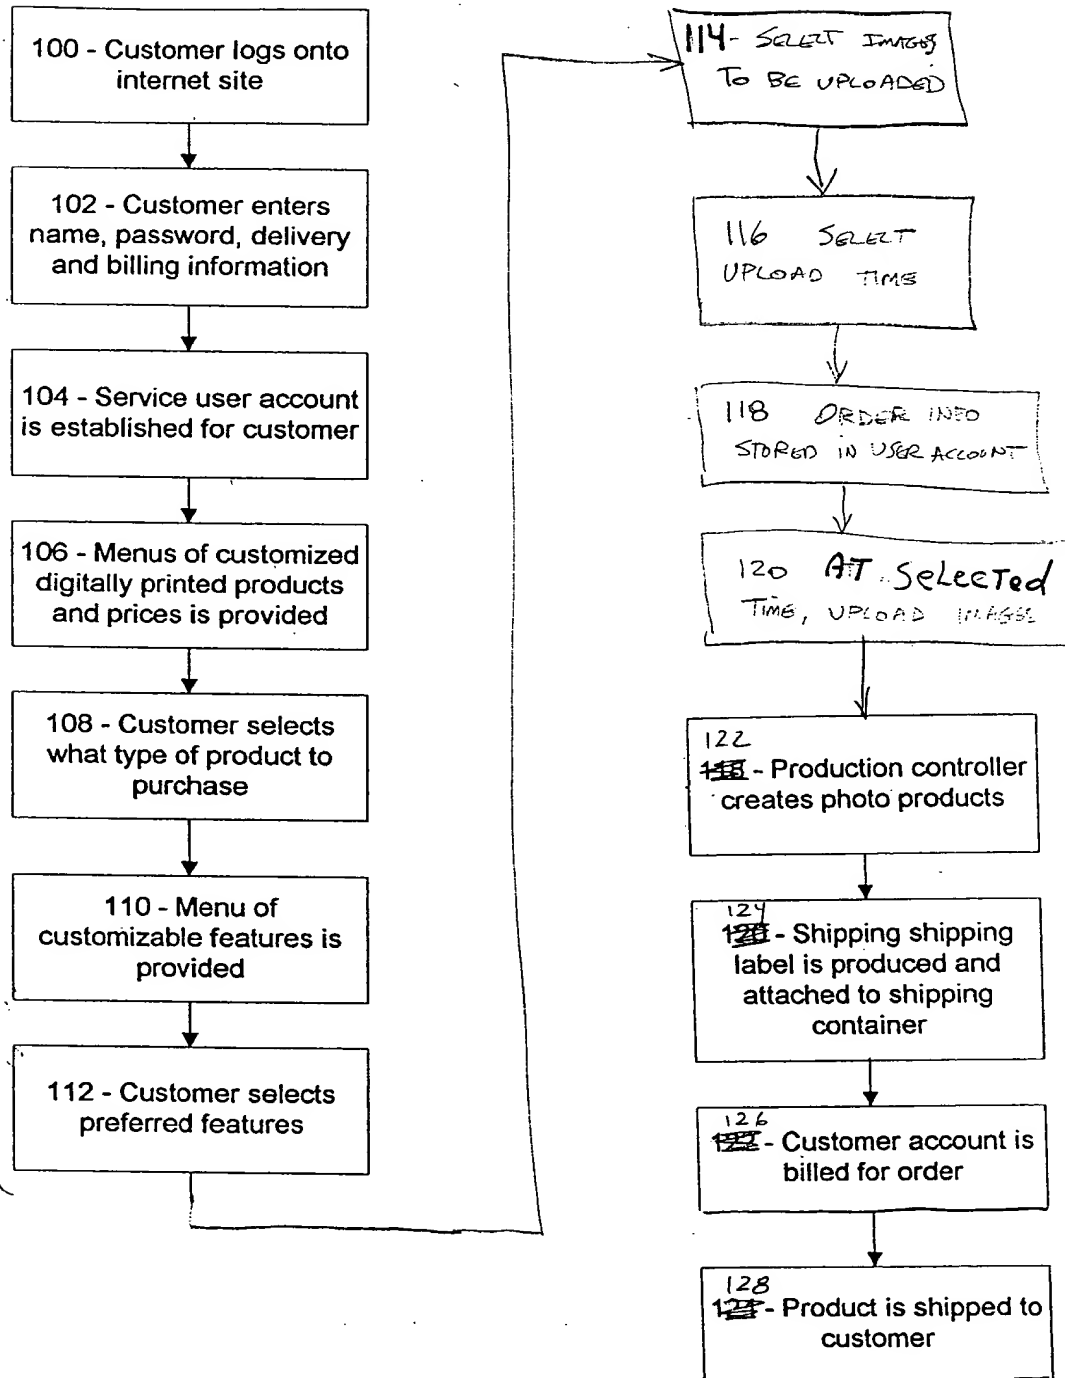 100 - Customer logs onto
internet site
102 - Customer enters
name, password, delivery
and billing information
104 - Service user account
is established for customer
106 - Menus of customized
digitally printed products
and prices is provided
108 - Customer selects
what type of product to
purchase
110 - Menu of
customizable features is
provided
112 - Customer selects
preferred features
114 - SELECT IMAGES
TO BE UPLOADED
116 SELECT
UPLOAD TIME
118 ORDER INFO
STORED IN USER ACCOUNT
120 AT Selected
TIME, UPLOAD IMAGES
122
118 - Production controller
creates photo products
124
120 - Shipping shipping
label is produced and
attached to shipping
container
126
122 - Customer account is
billed for order
128
124 - Product is shipped to
customer